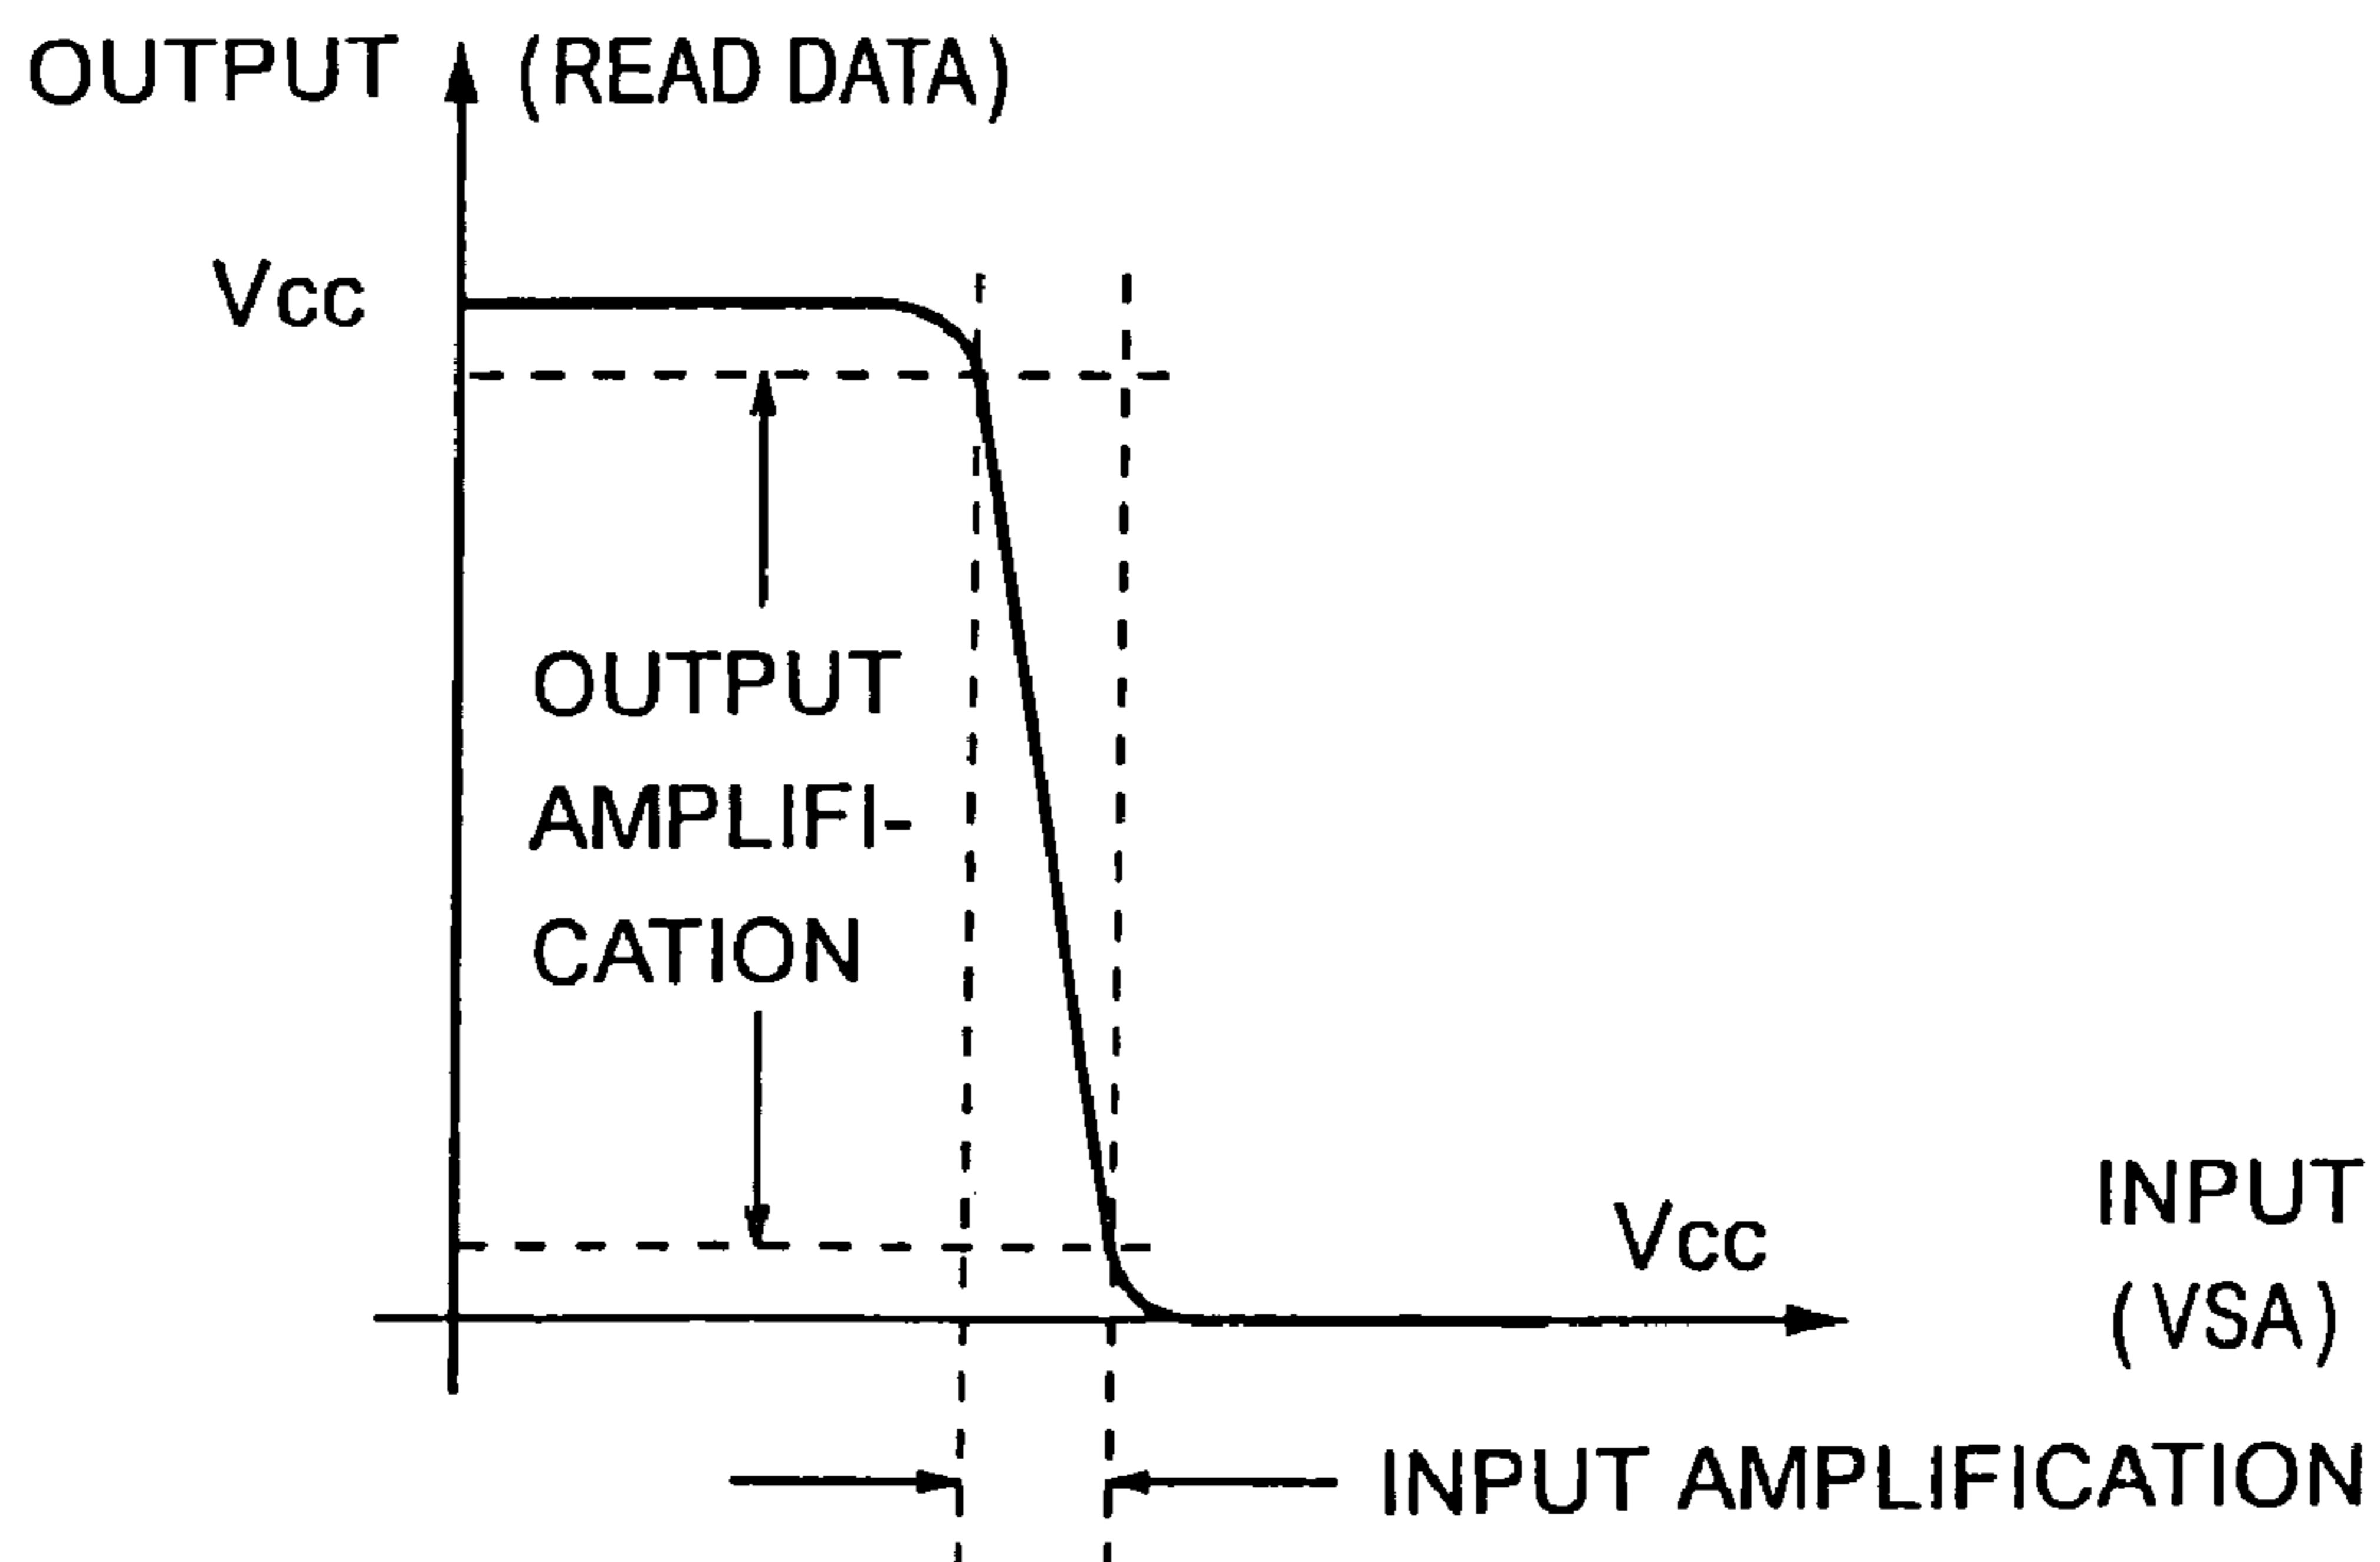 OUTPUT (READ DATA)
Vcc
OUTPUT
AMPLIFI-
CATION
Vcc
INPUT
(VSA)
INPUT AMPLIFICATION